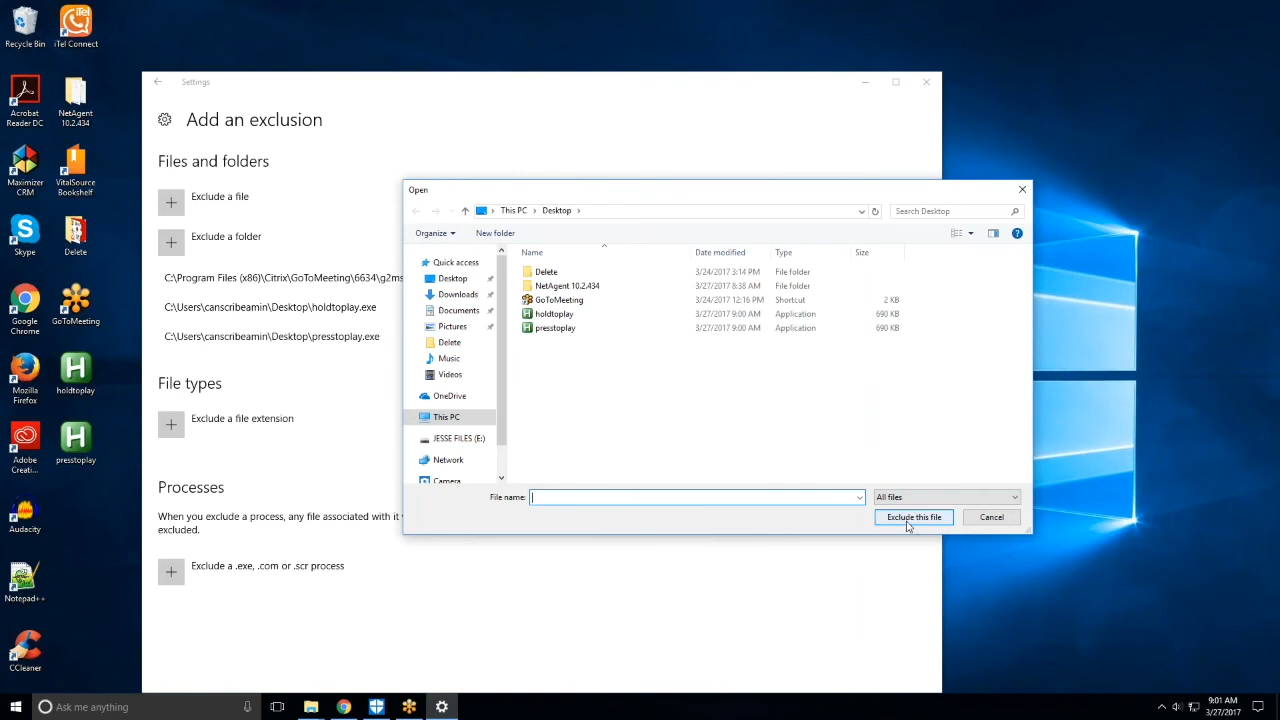 Recycle Bin
iTel Connect
Acrobat
Reader DC
NetAgent
10.2.434
Maximizer
CRM
VitalSource
Bookshelf
Skype
Delete
Google
Chrome
GoToMeeting
Mozilla
Firefox
holdtoplay
Adobe
Creati...
presstoplay
Audacity
Notepad++
CCleaner
Settings
Add an exclusion
Files and folders
Exclude a file
Exclude a folder
C:\Program Files (x86)\Citrix\GoToMeeting\6634\g2ms
C:\Users\canscribeamin\Desktop\holdtoplay.exe
C:\Users\canscribeamin\Desktop\presstoplay.exe
File types
Exclude a file extension
Processes
When you exclude a process, any file associated with it
excluded.
Exclude a .exe, .com or .scr process
Open
This PC > Desktop >
Search Desktop
Organize
New folder
Quick access
Desktop
Downloads
Documents
Pictures
Delete
Music
Videos
OneDrive
This PC
JESSE FILES (E:)
Network
Camera
Name Date modified Type Size
Delete 3/24/2017 3:14 PM File folder
NetAgent 10.2.434 3/27/2017 8:38 AM File folder
GoToMeeting 3/24/2017 12:16 PM Shortcut 2 KB
holdtoplay 3/27/2017 9:00 AM Application 690 KB
presstoplay 3/27/2017 9:00 AM Application 690 KB
File name:
All files
Exclude this file
Cancel
Ask me anything
9:01 AM
3/27/2017